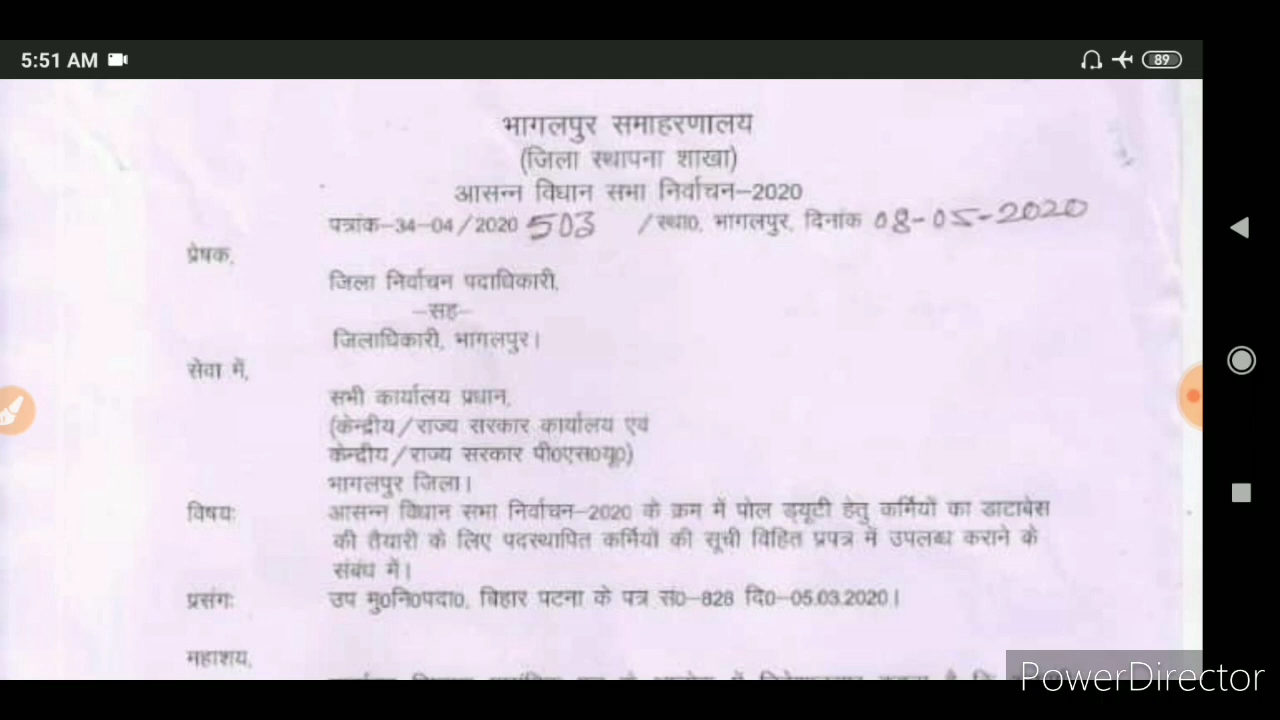 5:51 AM
89
भागलपुर समाहरणालय
(जिला स्थापना शाखा)
आसन्न विधान सभा निर्वाचन-2020
पत्रांक-34-04/2020 503 /स्था0, भागलपुर, दिनांक 08-05-2020
प्रेषक,
जिला निर्वाचन पदाधिकारी,
-सह-
जिलाधिकारी, भागलपुर।
सेवा में,
सभी कार्यालय प्रधान,
(केन्द्रीय/राज्य सरकार कार्यालय एवं
केन्द्रीय/राज्य सरकार पी0एस0यू0)
भागलपुर जिला।
विषयः आसन्न विधान सभा निर्वाचन-2020 के क्रम में पोल ड्यूटी हेतु कर्मियों का डाटाबेस
की तैयारी के लिए पदस्थापित कर्मियों की सूची विहित प्रपत्र में उपलब्ध कराने के
संबंध में।
प्रसंगः उप मु0नि0पदा0, बिहार पटना के पत्र सं0-828 दि0-05.03.2020।
महाशय,
PowerDirector